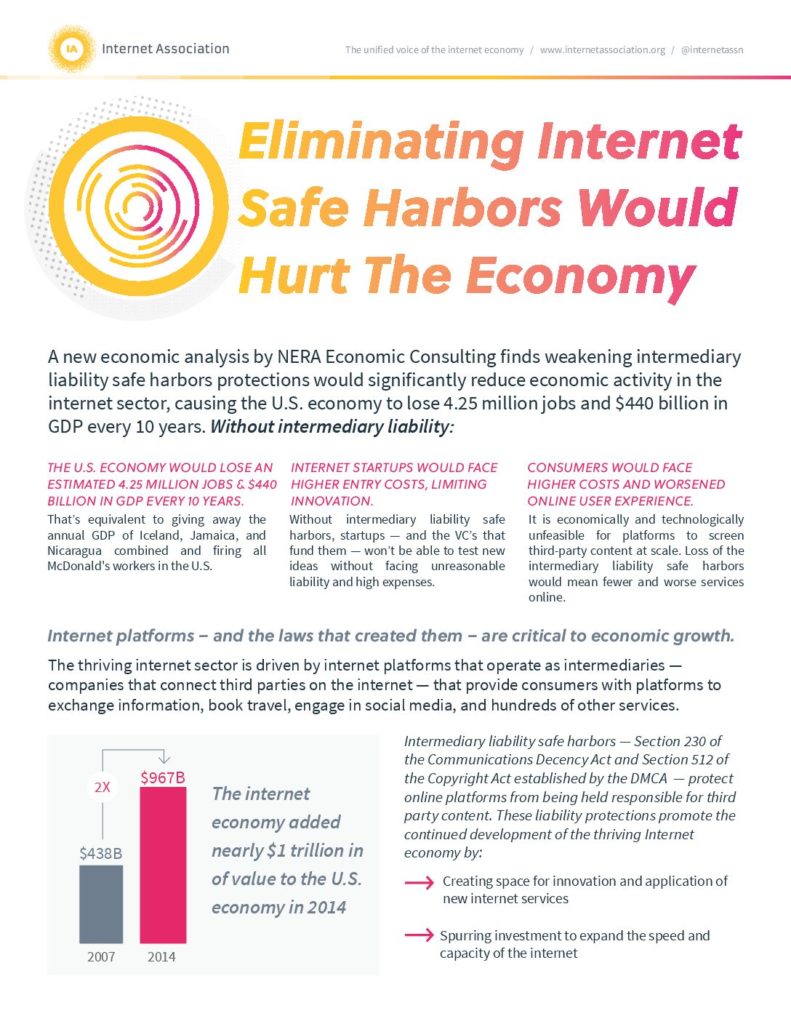 IA Internet Association
The unified voice of the internet economy / www.internetassociation.org / @internetassn
Eliminating Internet
Safe Harbors Would
Hurt The Economy
A new economic analysis by NERA Economic Consulting finds weakening intermediary
liability safe harbors protections would significantly reduce economic activity in the
internet sector, causing the U.S. economy to lose 4.25 million jobs and $440 billion in
GDP every 10 years. Without intermediary liability:
THE U.S. ECONOMY WOULD LOSE AN
ESTIMATED 4.25 MILLION JOBS & $440
BILLION IN GDP EVERY 10 YEARS.
That's equivalent to giving away the
annual GDP of Iceland, Jamaica, and
Nicaragua combined and firing all
McDonald's workers in the U.S.
INTERNET STARTUPS WOULD FACE
HIGHER ENTRY COSTS, LIMITING
INNOVATION.
Without intermediary liability safe
harbors, startups — and the VC's that
fund them — won't be able to test new
ideas without facing unreasonable
liability and high expenses.
CONSUMERS WOULD FACE
HIGHER COSTS AND WORSENED
ONLINE USER EXPERIENCE.
It is economically and technologically
unfeasible for platforms to screen
third-party content at scale. Loss of the
intermediary liability safe harbors
would mean fewer and worse services
online.
Internet platforms – and the laws that created them – are critical to economic growth.
The thriving internet sector is driven by internet platforms that operate as intermediaries —
companies that connect third parties on the internet — that provide consumers with platforms to
exchange information, book travel, engage in social media, and hundreds of other services.
2X
$967B
$438B
2007
2014
The internet
economy added
nearly $1 trillion in
of value to the U.S.
economy in 2014
Intermediary liability safe harbors — Section 230 of
the Communications Decency Act and Section 512 of
the Copyright Act established by the DMCA — protect
online platforms from being held responsible for third
party content. These liability protections promote the
continued development of the thriving Internet
economy by:
Creating space for innovation and application of
new internet services
Spurring investment to expand the speed and
capacity of the internet